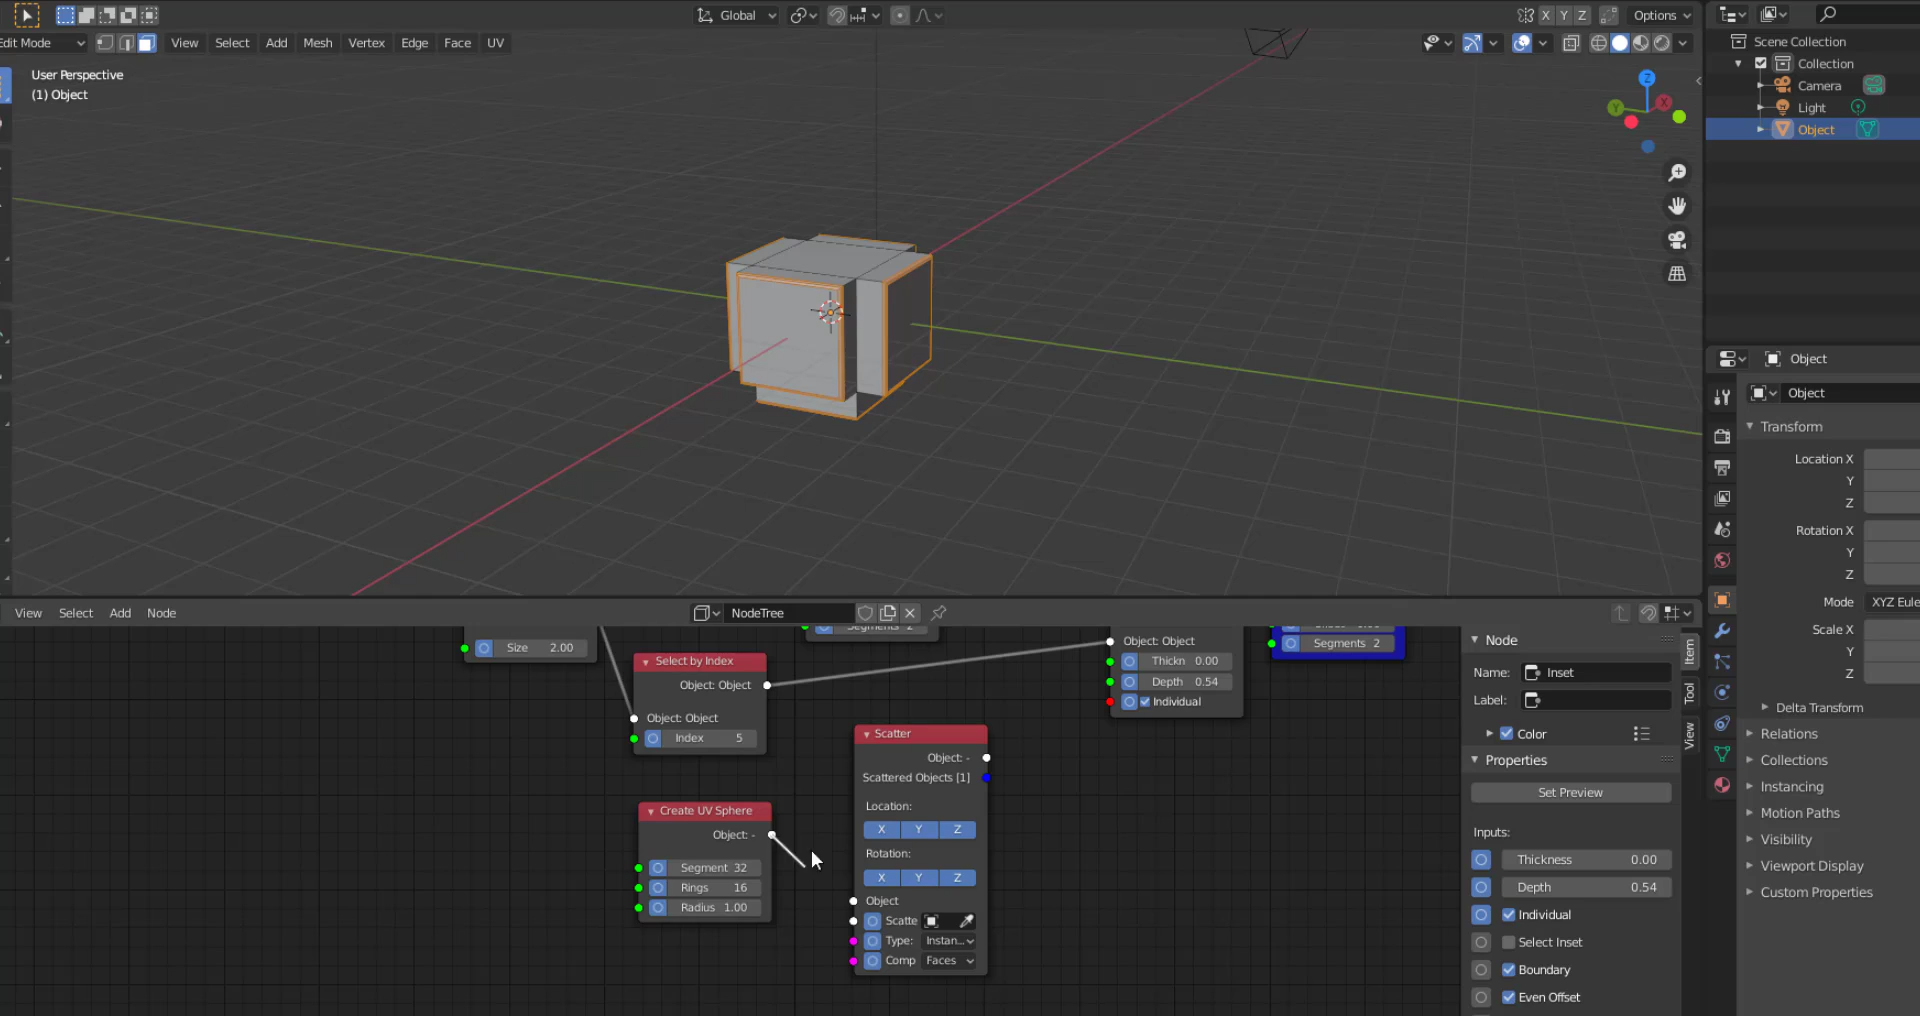 Global
X Y Z
Options
Edit Mode
View Select Add Mesh Vertex Edge Face UV
User Perspective
(1) Object
Z
Y
X
Scene Collection
Collection
Camera
Light
Object
Object
Object
Transform
Location X
Y
Z
Rotation X
Y
Z
Mode XYZ Eule
Scale X
Y
Z
Delta Transform
Relations
Collections
Instancing
Motion Paths
Visibility
Viewport Display
Custom Properties
View Select Add Node
NodeTree
Size 2.00
Segments 2
Select by Index
Object: Object
Object: Object
Index 5
Create UV Sphere
Object: -
Segment 32
Rings 16
Radius 1.00
Scatter
Object: -
Scattered Objects [1]
Location:
X Y Z
Rotation:
X Y Z
Object
Scatte
Type: Instan...
Comp Faces
Object: Object
Thickn 0.00
Depth 0.54
Individual
Segments 2
Node
Name: Inset
Label:
Color
Properties
Set Preview
Inputs:
Thickness 0.00
Depth 0.54
Individual
Select Inset
Boundary
Even Offset
Item
Tool
View